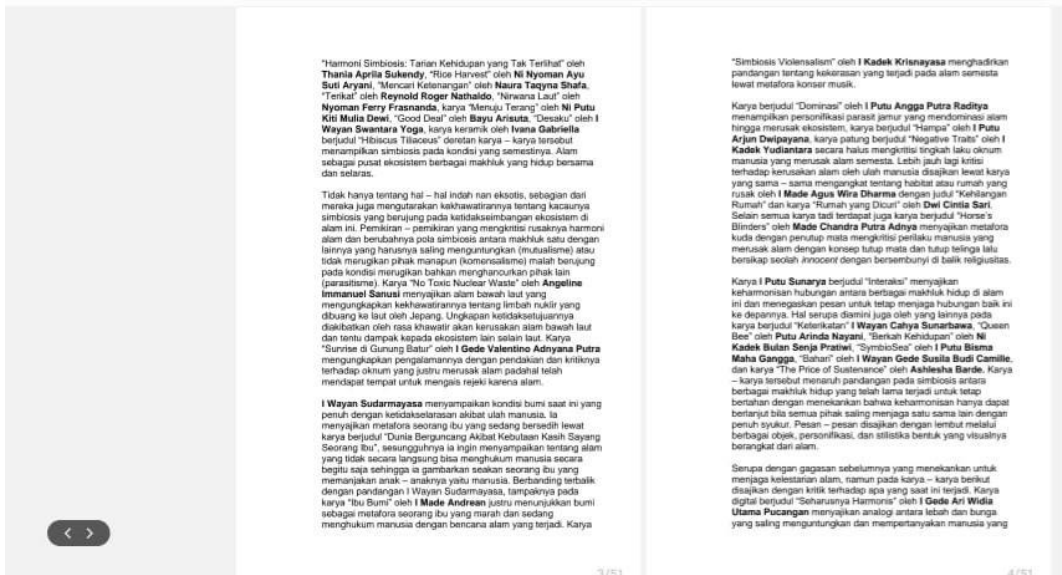 "Harmoni Simbiosis: Tarian Kehidupan yang Tak Terlihat" oleh
Thania Aprila Sukendy, "Rice Harvest" oleh Ni Nyoman Ayu
Suti Aryani, "Mencari Ketenangan" oleh Naura Taqyna Shafa,
"Terikat" oleh Reynold Roger Nathaldo, "Nirwana Laut" oleh
Nyoman Ferry Frasnanda, karya "Menuju Terang" oleh Ni Putu
Kiti Mulia Dewi, "Good Deal" oleh Bayu Arisuta, "Desaku" oleh I
Wayan Swantara Yoga, karya keramik oleh Ivana Gabriella
berjudul "Hibiscus Tiliaceus" deretan karya – karya tersebut
menampilkan simbiosis pada kondisi yang semestinya. Alam
sebagai pusat ekosistem berbagai makhluk yang hidup bersama
dan selaras.
Tidak hanya tentang hal – hal indah nan eksotis, sebagian dari
mereka juga mengutarakan kekhawatirannya tentang kacaunya
simbiosis yang berujung pada ketidakseimbangan ekosistem di
alam ini. Pemikiran – pemikiran yang mengkritisi rusaknya harmoni
alam dan berubahnya pola simbiosis antara makhluk satu dengan
lainnya yang harusnya saling menguntungkan (mutualisme) atau
tidak merugikan pihak manapun (komensalisme) malah berujung
pada kondisi merugikan bahkan menghancurkan pihak lain
(parasitisme). Karya "No Toxic Nuclear Waste" oleh Angeline
Immanuel Sanusi menyajikan alam bawah laut yang
mengungkapkan kekhawatirannya tentang limbah nuklir yang
dibuang ke laut oleh Jepang. Ungkapan ketidaksetujuannya
diakibatkan oleh rasa khawatir akan kerusakan alam bawah laut
dan tentu dampak kepada ekosistem lain selain laut. Karya
"Sunrise di Gunung Batur" oleh I Gede Valentino Adnyana Putra
mengungkapkan pengalamannya dengan pendakian dan kritiknya
terhadap oknum yang justru merusak alam padahal telah
mendapat tempat untuk mengais rejeki karena alam.
I Wayan Sudarmayasa menyampaikan kondisi bumi saat ini yang
penuh dengan ketidakselarasan akibat ulah manusia. Ia
menyajikan metafora seorang ibu yang sedang bersedih lewat
karya berjudul "Dunia Berguncang Akibat Kebutaan Kasih Sayang
Seorang Ibu", sesungguhnya ia ingin menyampaikan tentang alam
yang tidak secara langsung bisa menghukum manusia secara
begitu saja sehingga ia gambarkan seakan seorang ibu yang
memanjakan anak – anaknya yaitu manusia. Berbanding terbalik
dengan pandangan I Wayan Sudarmayasa, tampaknya pada
karya "Ibu Bumi" oleh I Made Andrean justru menunjukkan bumi
sebagai metafora seorang ibu yang marah dan sedang
menghukum manusia dengan bencana alam yang terjadi. Karya
3/51
"Simbiosis Violensalism" oleh I Kadek Krisnayasa menghadirkan
pandangan tentang kekerasan yang terjadi pada alam semesta
lewat metafora konser musik.
Karya berjudul "Dominasi" oleh I Putu Angga Putra Raditya
menampilkan personifikasi parasit jamur yang mendominasi alam
hingga merusak ekosistem, karya berjudul "Hampa" oleh I Putu
Arjun Dwipayana, karya patung berjudul "Negative Traits" oleh I
Kadek Yudiantara secara halus mengkritisi tingkah laku oknum
manusia yang merusak alam semesta. Lebih jauh lagi kritisi
terhadap kerusakan alam oleh ulah manusia disajikan lewat karya
yang sama – sama mengangkat tentang habitat atau rumah yang
rusak oleh I Made Agus Wira Dharma dengan judul "Kehilangan
Rumah" dan karya "Rumah yang Dicuri" oleh Dwi Cintia Sari.
Selain semua karya tadi terdapat juga karya berjudul "Horse's
Blinders" oleh Made Chandra Putra Adnya menyajikan metafora
kuda dengan penutup mata mengkritisi perilaku manusia yang
merusak alam dengan konsep tutup mata dan tutup telinga lalu
abai seolah innocent dengan bersembunyi di balik religiusitas.
Karya I Putu Sunarya berjudul "Interaksi" menyajikan
keharmonisan hubungan antara berbagai makhluk hidup di alam
ini dan menegaskan pesan untuk tetap menjaga hubungan baik ini
ke depannya. Hal serupa diamini juga oleh yang lainnya pada
karya berjudul "Keterikatan" I Wayan Cahya Sunarbawa, "Queen
Bee" oleh Putu Arinda Nayani, "Berkah Kehidupan" oleh Ni
Kadek Bulan Senja Pratiwi, "SymbioSea" oleh I Putu Bisma
Maha Gangga, "Bahari" oleh I Wayan Gede Susila Budi Camille,
dan karya "The Price of Sustenance" oleh Ashlesha Barde. Karya
– karya tersebut menaruh pandangan pada simbiosis antara
berbagai makhluk hidup yang telah lama terjadi untuk tetap
bertahan dengan menekankan bahwa keharmonisan hanya dapat
berlanjut bila semua pihak saling menjaga satu sama lain dengan
penuh syukur. Pesan – pesan disajikan dengan lembut melalui
berbagai objek, personifikasi, dan stilistika bentuk yang visualnya
berangkat dari alam.
Serupa dengan gagasan sebelumnya yang menekankan untuk
menjaga kelestarian alam, namun pada karya – karya berikut
disajikan dengan kritik terhadap apa yang saat ini terjadi. Karya
digital berjudul "Seharusnya Harmonis" oleh I Gede Ari Widia
Utama Pucangan menyajikan analogi antara lebah dan bunga
yang saling menguntungkan dan mempertanyakan manusia yang
4/51